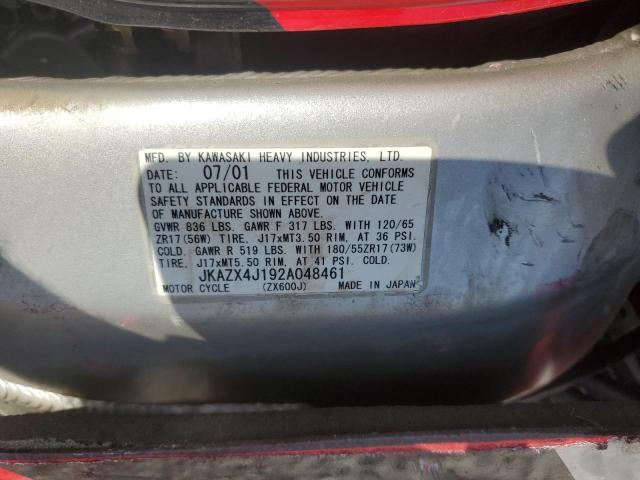 MFD. BY KAWASAKI HEAVY INDUSTRIES, LTD.
DATE: 07/01 THIS VEHICLE CONFORMS
TO ALL APPLICABLE FEDERAL MOTOR VEHICLE
SAFETY STANDARDS IN EFFECT ON THE DATE
OF MANUFACTURE SHOWN ABOVE.
GVWR 836 LBS. GAWR F 317 LBS. WITH 120/65
ZR17(56W) TIRE, J17xMT3.50 RIM, AT 36 PSI.
COLD. GAWR R 519 LBS. WITH 180/55ZR17(73W)
TIRE, J17xMT5.50 RIM, AT 41 PSI. COLD.
JKAZX4J192A048461
MOTOR CYCLE (ZX600J) MADE IN JAPAN